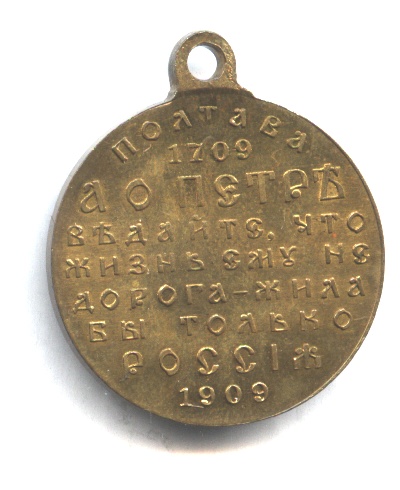 ПОЛТАВА
1709
А О ПЕТРѢ
ВѢДАЙТЕ, ЧТО
ЖИЗНЬ ЕМУ НЕ
ДОРОГА-ЖИЛА
БЫ ТОЛЬКО
РОССІЯ
1909